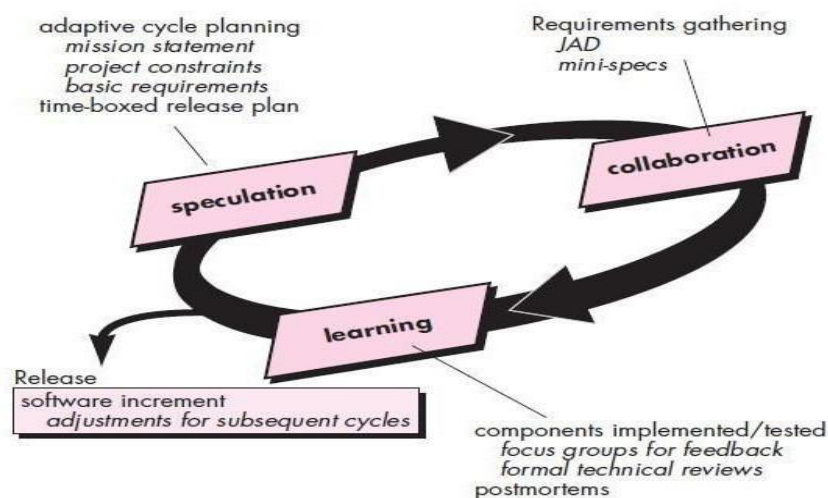 adaptive cycle planning
mission statement
project constraints
basic requirements
time-boxed release plan
Requirements gathering
JAD
mini-specs
speculation
collaboration
learning
Release
software increment
adjustments for subsequent cycles
components implemented/tested
focus groups for feedback
formal technical reviews
postmortems